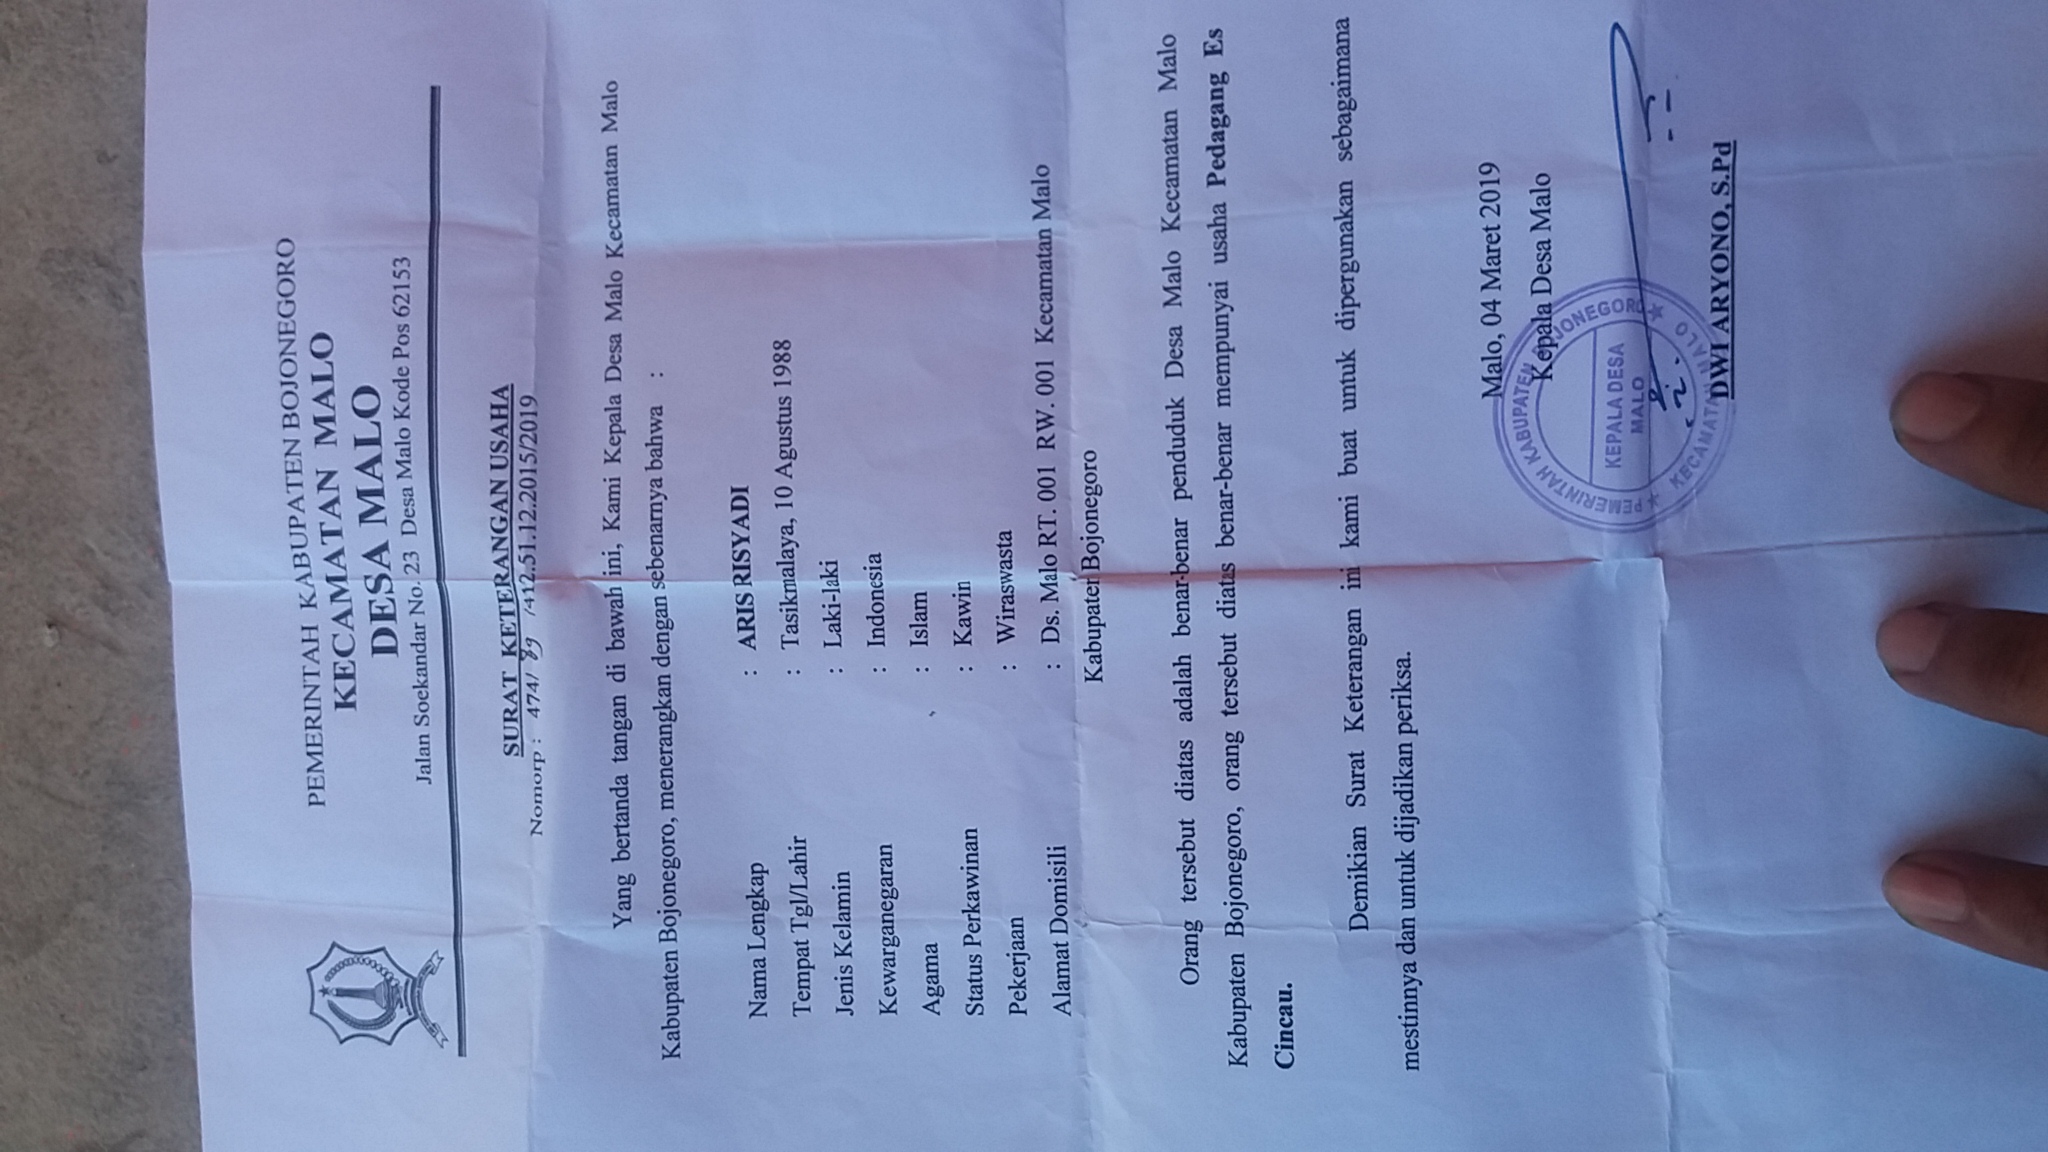 PEMERINTAH KABUPATEN BOJONEGORO
KECAMATAN MALO
DESA MALO
Jalan Soekandar No. 23 Desa Malo Kode Pos 62153
SURAT KETERANGAN USAHA
Nomorp : 474/ 89 /412.51.12.2015/2019
Yang bertanda tangan di bawah ini, Kami Kepala Desa Malo Kecamatan Malo
Kabupaten Bojonegoro, menerangkan dengan sebenarnya bahwa :
Nama Lengkap : ARIS RISYADI
Tempat Tgl/Lahir : Tasikmalaya, 10 Agustus 1988
Jenis Kelamin : Laki-laki
Kewarganegaran : Indonesia
Agama : Islam
Status Perkawinan : Kawin
Pekerjaan : Wiraswasta
Alamat Domisili : Ds. Malo RT. 001 RW. 001 Kecamatan Malo
Kabupaten Bojonegoro
Orang tersebut diatas adalah benar-benar penduduk Desa Malo Kecamatan Malo
Kabupaten Bojonegoro, orang tersebut diatas benar-benar mempunyai usaha Pedagang Es
Cincau.
Demikian Surat Keterangan ini kami buat untuk dipergunakan sebagaimana
mestinnya dan untuk dijadikan periksa.
Malo, 04 Maret 2019
Kepala Desa Malo
PEMERINTAH KABUPATEN BOJONEGORO
KEPALA DESA
MALO
KECAMATAN MALO
DWI ARYONO, S.Pd